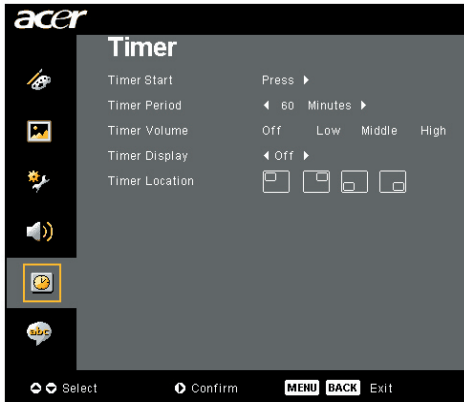 acer
Timer
Timer Start Press
Timer Period 60 Minutes
Timer Volume Off Low Middle High
Timer Display Off
Timer Location
abc
Select Confirm MENU BACK Exit